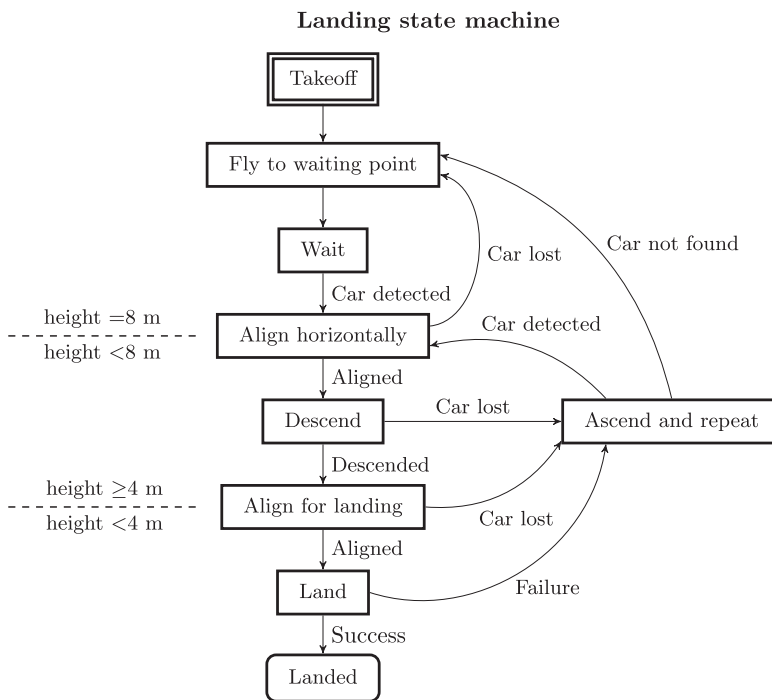 Landing state machine
Takeoff
Fly to waiting point
Wait
Car not found
Car lost
Car detected
height =8 m
Align horizontally
Car detected
height <8 m
Aligned
Descend
Car lost
Ascend and repeat
Descended
height ≥4 m
Align for landing
height <4 m
Car lost
Aligned
Land
Failure
Success
Landed